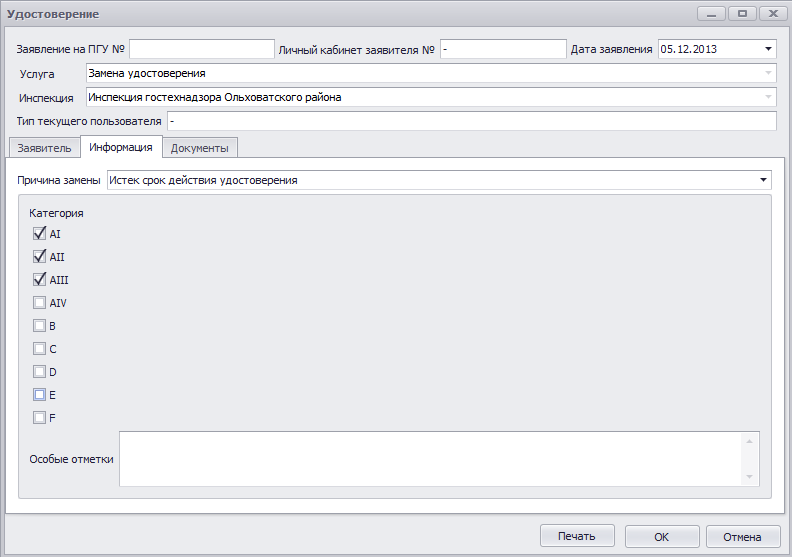 Удостоверение
Заявление на ПГУ № Личный кабинет заявителя № - Дата заявления 05.12.2013
Услуга Замена удостоверения
Инспекция Инспекция гостехнадзора Ольховатского района
Тип текущего пользователя -
Заявитель Информация Документы
Причина замены Истек срок действия удостоверения
Категория
AI
AII
AIII
AIV
B
C
D
E
F
Особые отметки
Печать OK Отмена